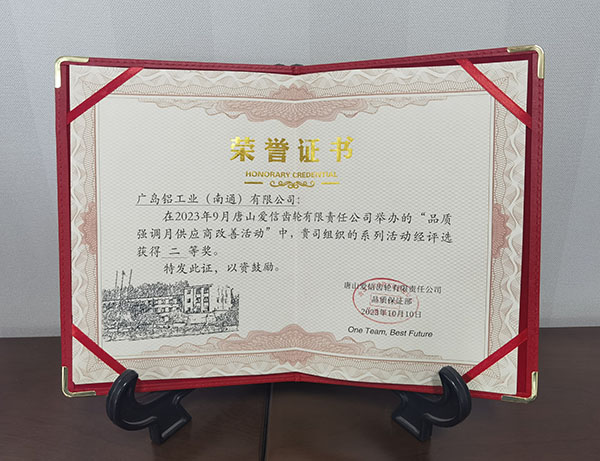 荣誉证书
HONORARY CREDENTIAL
广岛铝工业（南通）有限公司：
在2023年9月唐山爱信齿轮有限责任公司举办的“品质
强调月供应商改善活动”中，贵司组织的系列活动经评选
获得 二 等奖。
特发此证，以资鼓励。
唐山爱信齿轮有限责任公司
品质保证部
2023年10月10日
One Team, Best Future